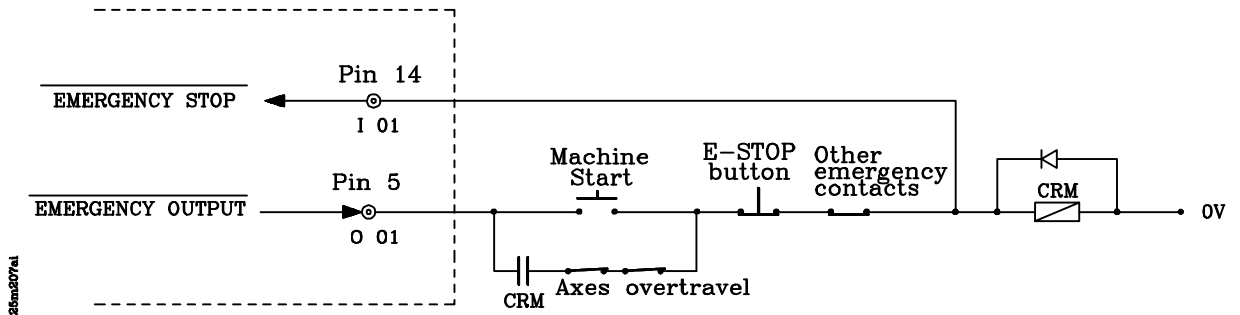 Pin 14
EMERGENCY STOP
I 01
Machine
Start
E-STOP
button
Other
emergency
contacts
Pin 5
CRM
EMERGENCY OUTPUT
0V
O 01
CRM
Axes overtravel
25m207ai